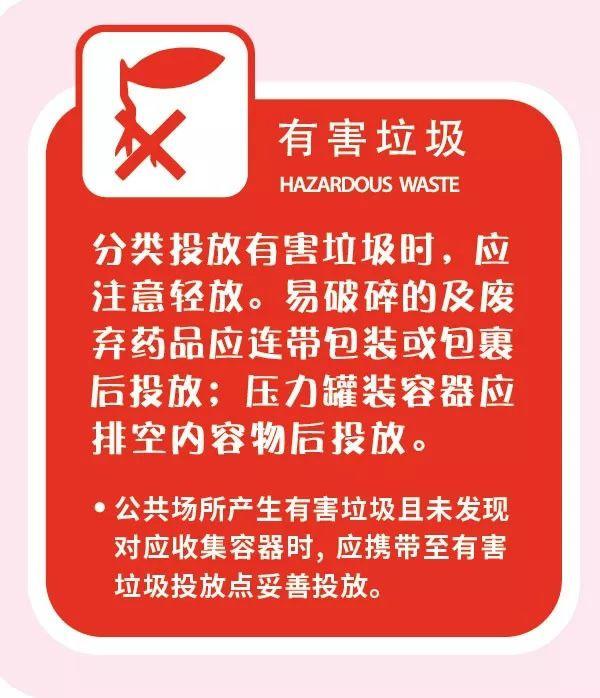 有害垃圾
HAZARDOUS WASTE
分类投放有害垃圾时，应
注意轻放。易破碎的及废
弃药品应连带包装或包裹
后投放；压力罐装容器应
排空内容物后投放。
• 公共场所产生有害垃圾且未发现
对应收集容器时，应携带至有害
垃圾投放点妥善投放。